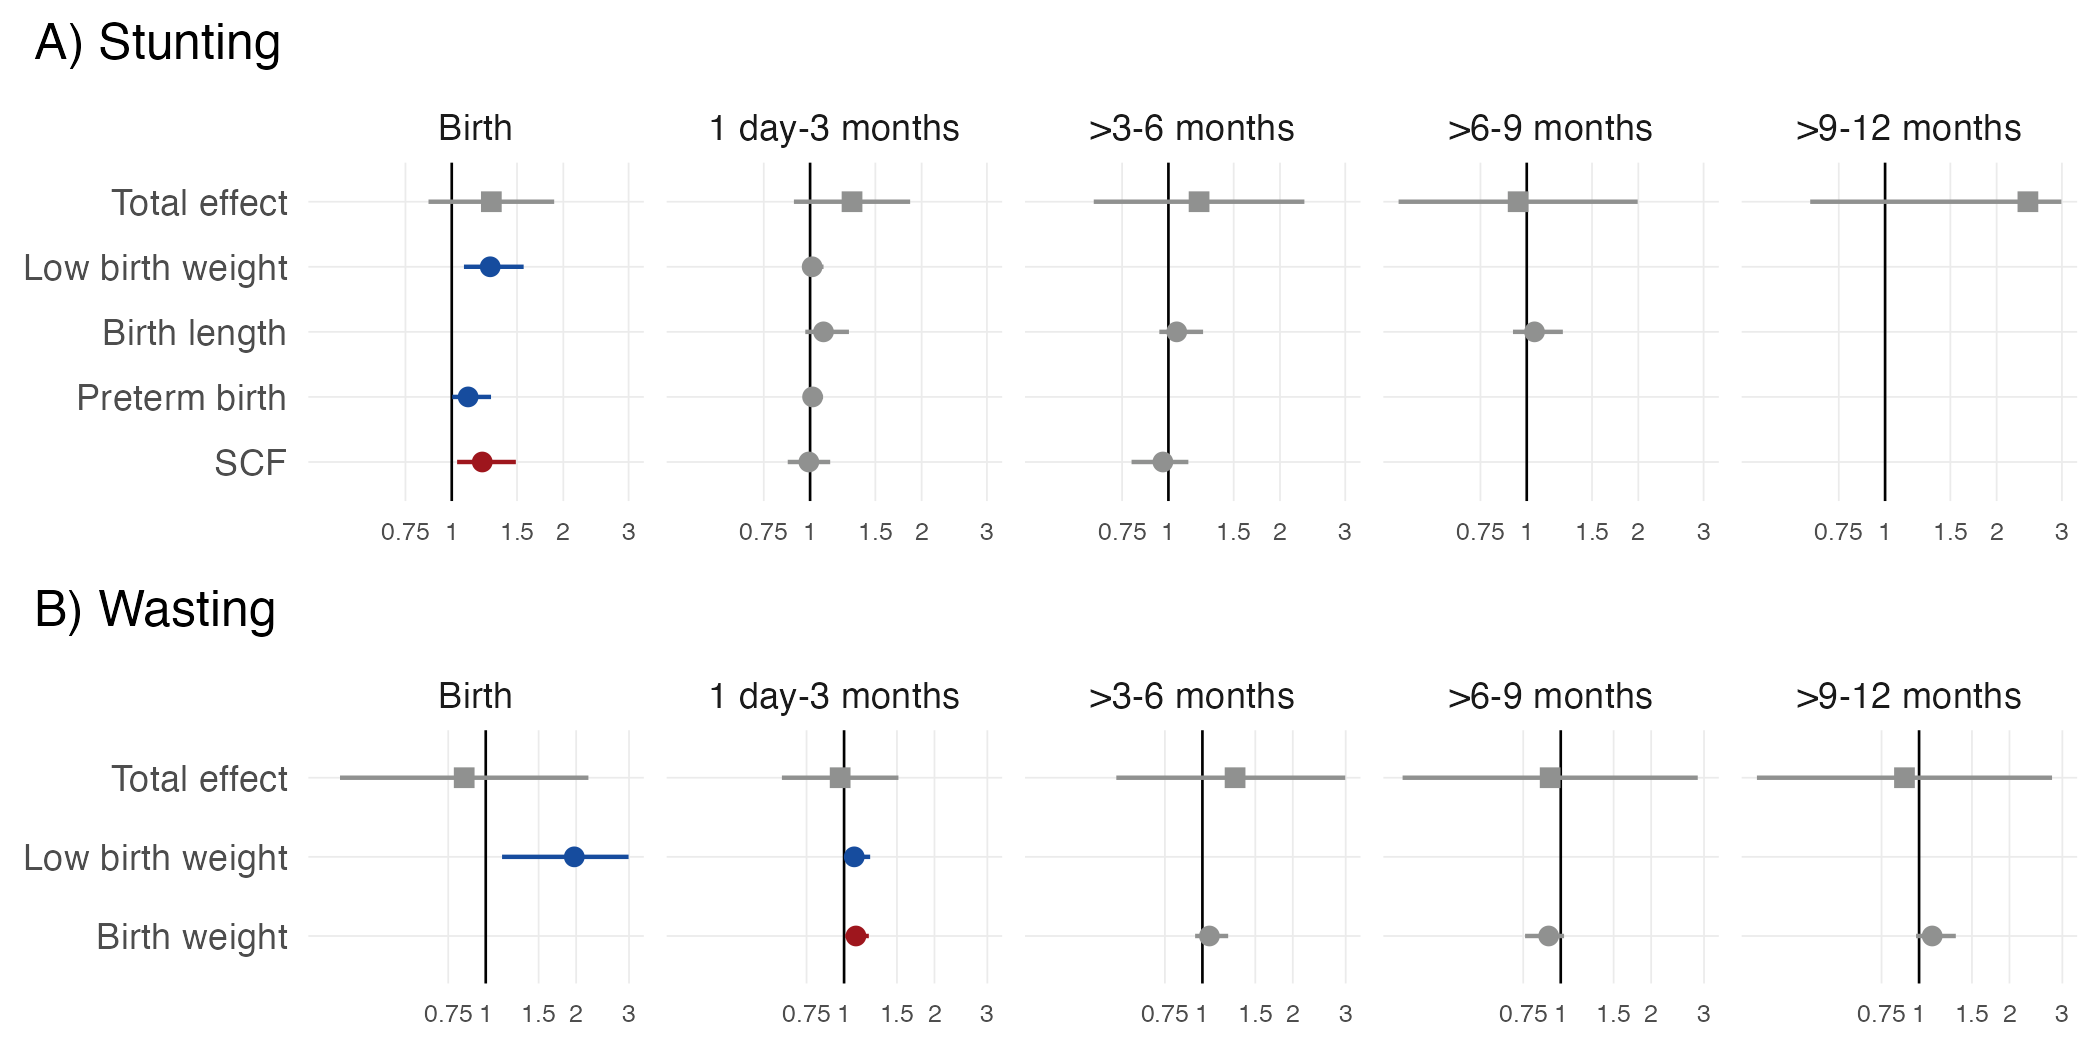 A) Stunting
Birth 1 day-3 months >3-6 months >6-9 months >9-12 months
Total effect
Low birth weight
Birth length
Preterm birth
SCF
0.75 1 1.5 2 3 0.75 1 1.5 2 3 0.75 1 1.5 2 3 0.75 1 1.5 2 3 0.75 1 1.5 2 3
B) Wasting
Birth 1 day-3 months >3-6 months >6-9 months >9-12 months
Total effect
Low birth weight
Birth weight
0.75 1 1.5 2 3 0.75 1 1.5 2 3 0.75 1 1.5 2 3 0.75 1 1.5 2 3 0.75 1 1.5 2 3